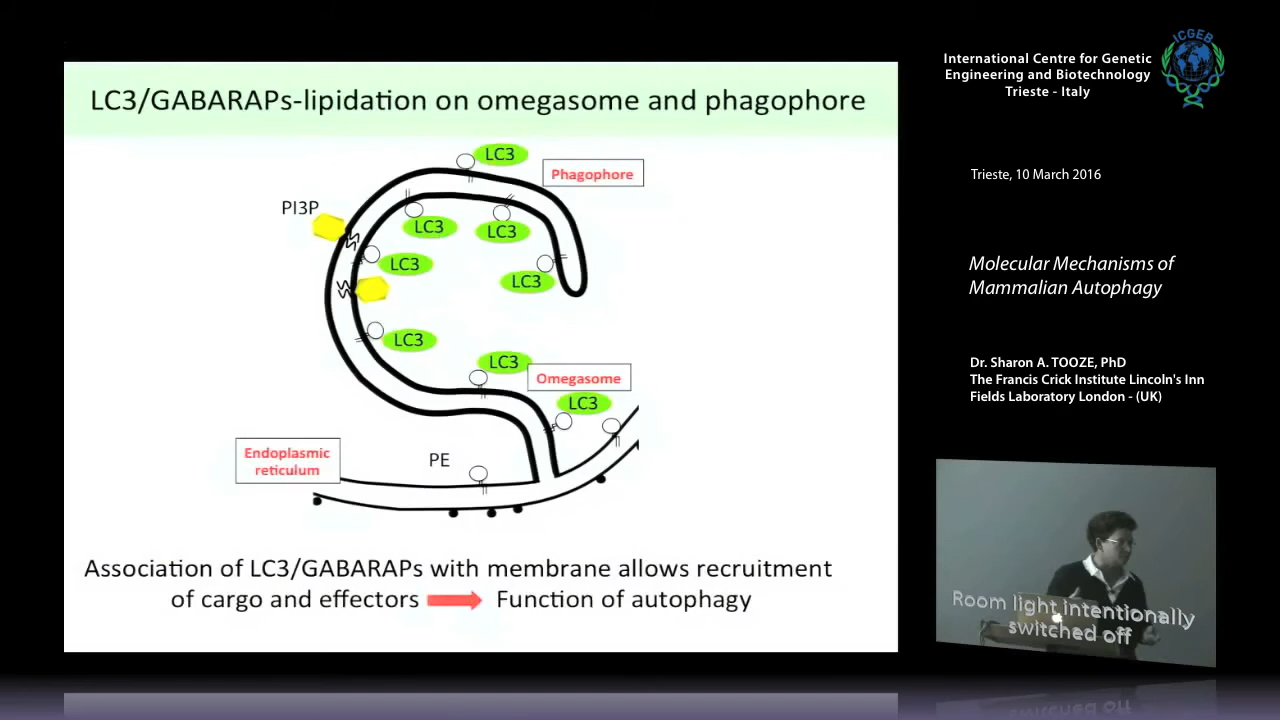 LC3/GABARAPs-lipidation on omegasome and phagophore
LC3
Phagophore
PI3P
LC3
LC3
LC3
LC3
LC3
LC3
Omegasome
LC3
Endoplasmic
reticulum
PE
Association of LC3/GABARAPs with membrane allows recruitment
of cargo and effectors
Function of autophagy
ICGEB
International Centre for Genetic
Engineering and Biotechnology
Trieste - Italy
Trieste, 10 March 2016
Molecular Mechanisms of
Mammalian Autophagy
Dr. Sharon A. TOOZE, PhD
The Francis Crick Institute Lincoln's Inn
Fields Laboratory London - (UK)
Room light intentionally
switched off